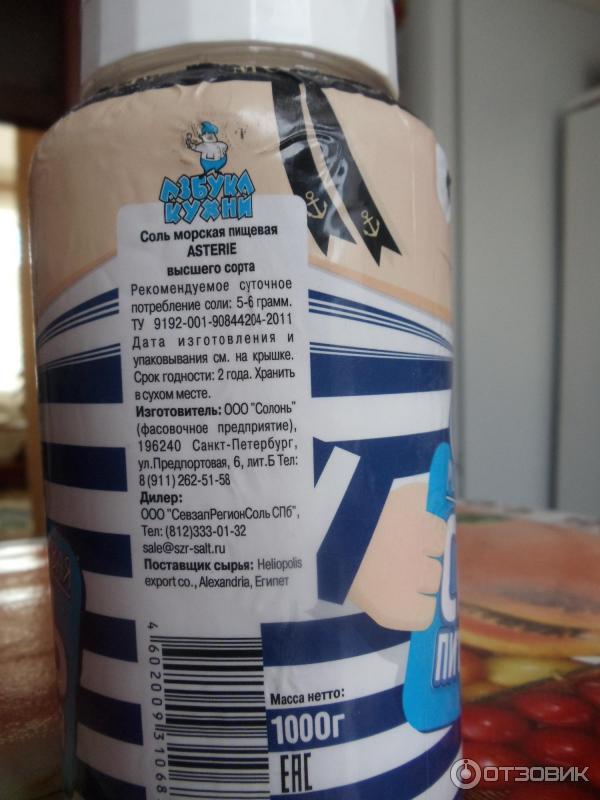 АЗБУКА
КУХНИ
Соль морская пищевая
ASTERIE
высшего сорта
Рекомендуемое суточное
потребление соли: 5-6 грамм.
ТУ 9192-001-90844204-2011
Дата изготовления и
упаковывания см. на крышке.
Срок годности: 2 года. Хранить
в сухом месте.
Изготовитель: ООО "Солонь"
(фасовочное предприятие),
196240 Санкт-Петербург,
ул.Предпортовая, 6, лит.Б Тел:
8 (911) 262-51-58
Дилер:
ООО "СевзапРегионСоль СПб",
Тел: (812)333-01-32
sale@szr-salt.ru
Поставщик сырья: Heliopolis
export co., Alexandria, Египет
460200931068
Масса нетто:
1000г
EAC
ОТЗОВИК